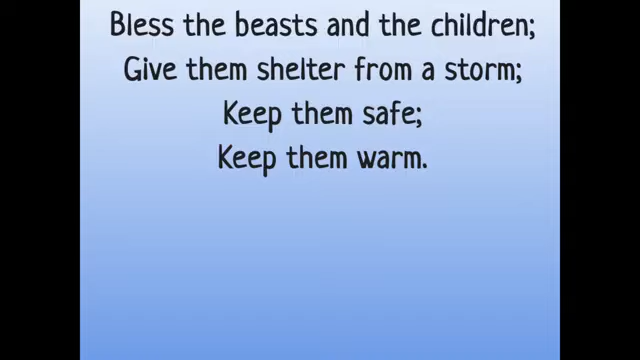 Bless the beasts and the children;
Give them shelter from a storm;
Keep them safe;
Keep them warm.